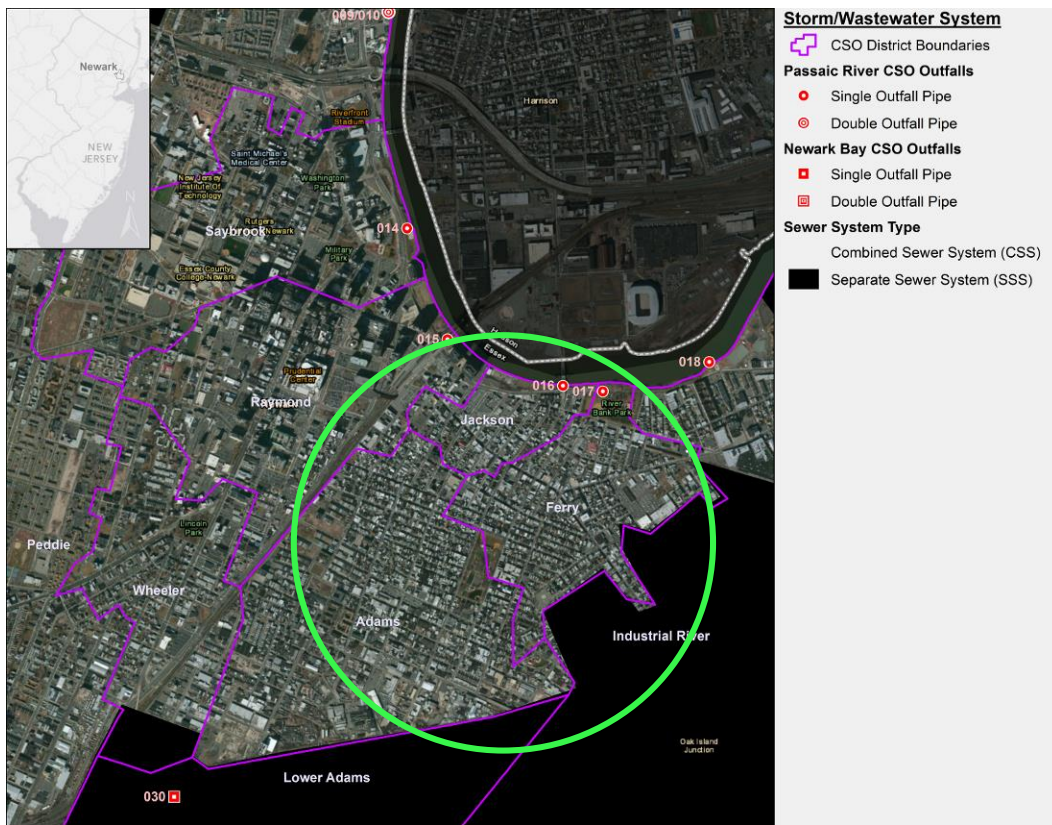 009/010
Newark
NEW
JERSEY
N
Harrison
Riverfront
Stadium
Saint Michael's
Medical Center
New Jersey
Institute Of
Technology
Washington
Park
Rutgers
Newark
Saybrook
014
Military
Park
Essex County
College-Newark
015
Essex
018
016
017
River
Bank Park
Prudential
Center
Raymond
Jackson
Ferry
Lincoln
Park
Peddie
Wheeler
Adams
Industrial River
Oak Island
Junction
Lower Adams
030
Storm/Wastewater System
CSO District Boundaries
Passaic River CSO Outfalls
Single Outfall Pipe
Double Outfall Pipe
Newark Bay CSO Outfalls
Single Outfall Pipe
Double Outfall Pipe
Sewer System Type
Combined Sewer System (CSS)
Separate Sewer System (SSS)